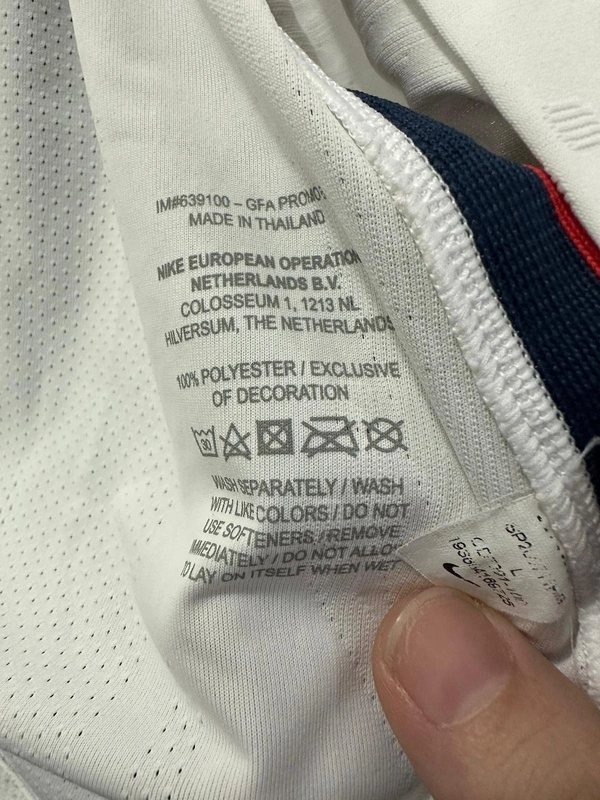 IM#639100 – GFA PROMO
MADE IN THAILAND
NIKE EUROPEAN OPERATION
NETHERLANDS B.V.
COLOSSEUM 1, 1213 NL
HILVERSUM, THE NETHERLANDS
100% POLYESTER / EXCLUSIVE
OF DECORATION
30
WASH SEPARATELY / WASH
WITH LIKE COLORS / DO NOT
USE SOFTENERS / REMOVE
IMMEDIATELY / DO NOT ALLO
TO LAY ON ITSELF WHEN WET
L